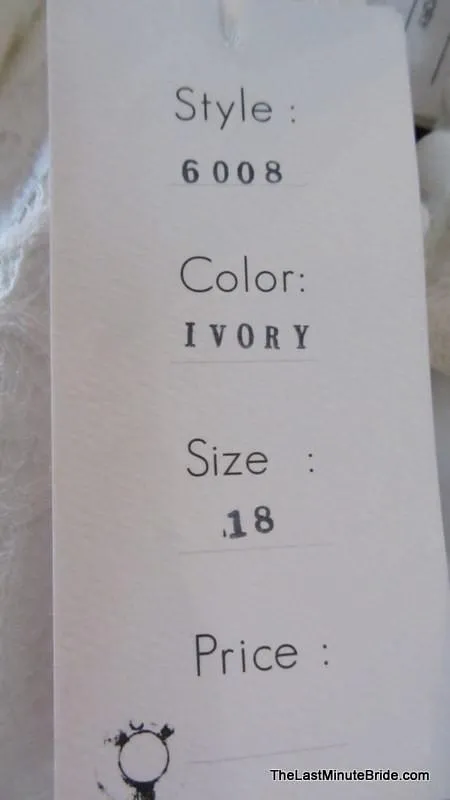 Style :
6008
Color:
IVORY
Size :
18
Price :
TheLastMinuteBride.com